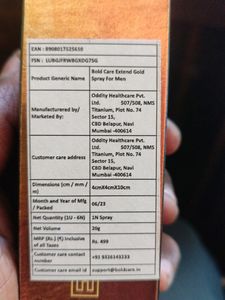 EAN : 8908017525650
FSN : LUBGJFRWBGXDG75G
Product Generic Name
Bold Care Extend Gold
Spray For Men
Manufactured by/
Marketed By:
Oddity Healthcare Pvt.
Ltd. 507/508, NMS
Titanium, Plot No. 74
Sector 15,
CBD Belapur, Navi
Mumbai -400614
Customer care address
Oddity Healthcare Pvt.
Ltd. 507/508, NMS
Titanium, Plot No. 74
Sector 15,
CBD Belapur, Navi
Mumbai -400614
Dimensions (cm / mm /
m)
4cmX4cmX10cm
Month and Year of Mfg
/ Packed
06/23
Net Quantity (1U - 6N)
1N Spray
Net Volume
20g
MRP (Rs.) (₹) Inclusive
of all Taxes
Rs. 499
Customer care contact
number
+91 9326143333
Customer care email id
support@boldcare.in